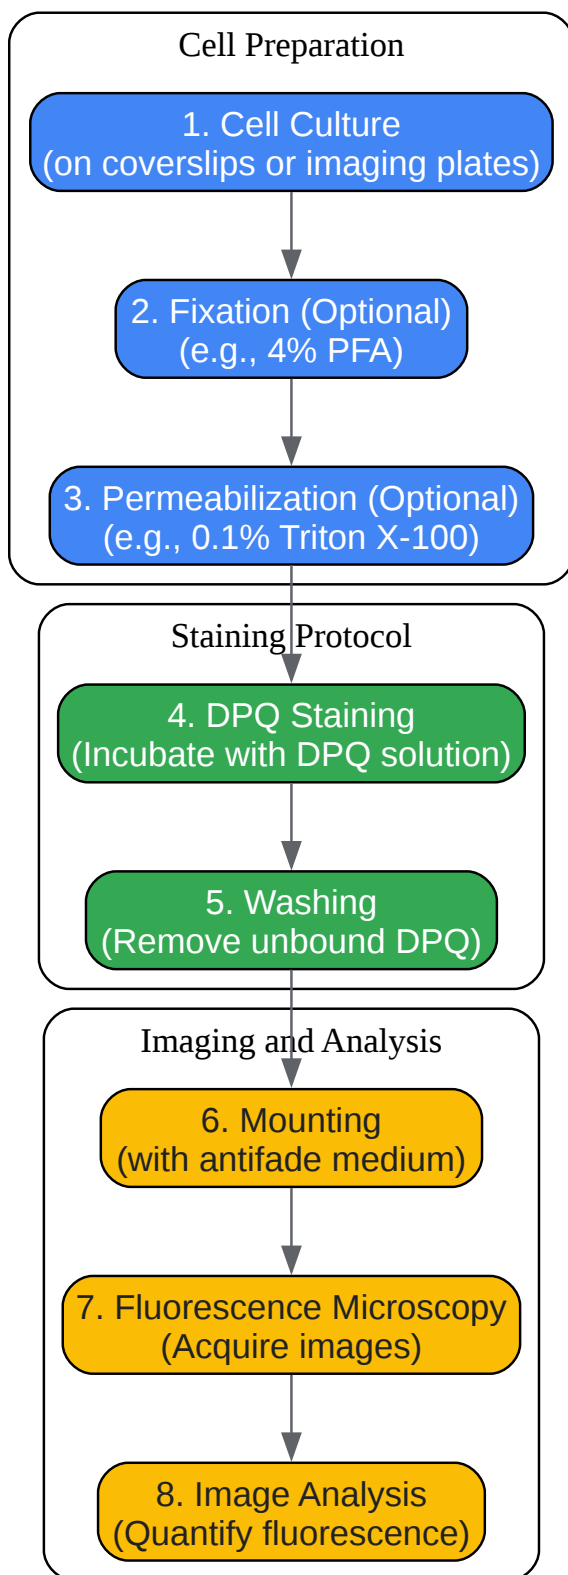 Cell Preparation
1. Cell Culture
(on coverslips or imaging plates)
2. Fixation (Optional)
(e.g., 4% PFA)
3. Permeabilization (Optional)
(e.g., 0.1% Triton X-100)
Staining Protocol
4. DPQ Staining
(Incubate with DPQ solution)
5. Washing
(Remove unbound DPQ)
Imaging and Analysis
6. Mounting
(with antifade medium)
7. Fluorescence Microscopy
(Acquire images)
8. Image Analysis
(Quantify fluorescence)